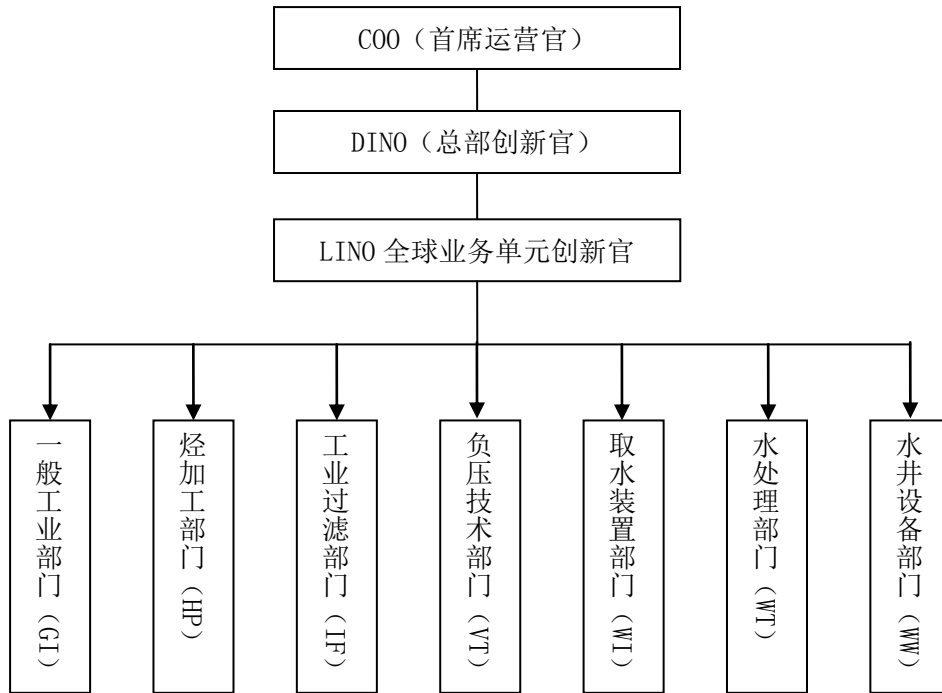 COO（首席运营官）
DINO（总部创新官）
LINO 全球业务单元创新官
一般工业部门（GI）
烃加工部门（HP）
工业过滤部门（IF）
负压技术部门（VT）
取水装置部门（WI）
水处理部门（WT）
水井设备部门（WW）